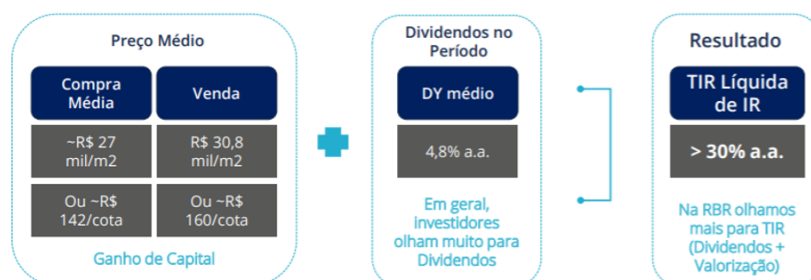 Preço Médio
Compra
Média
Venda
~R$ 27
mil/m2
R$ 30,8
mil/m2
Ou ~R$
142/cota
Ou ~R$
160/cota
Ganho de Capital
Dividendos no
Período
DY médio
4,8% a.a.
Em geral,
investidores
olham muito para
Dividendos
Resultado
TIR Líquida
de IR
> 30% a.a.
Na RBR olhamos
mais para TIR
(Dividendos +
Valorização)